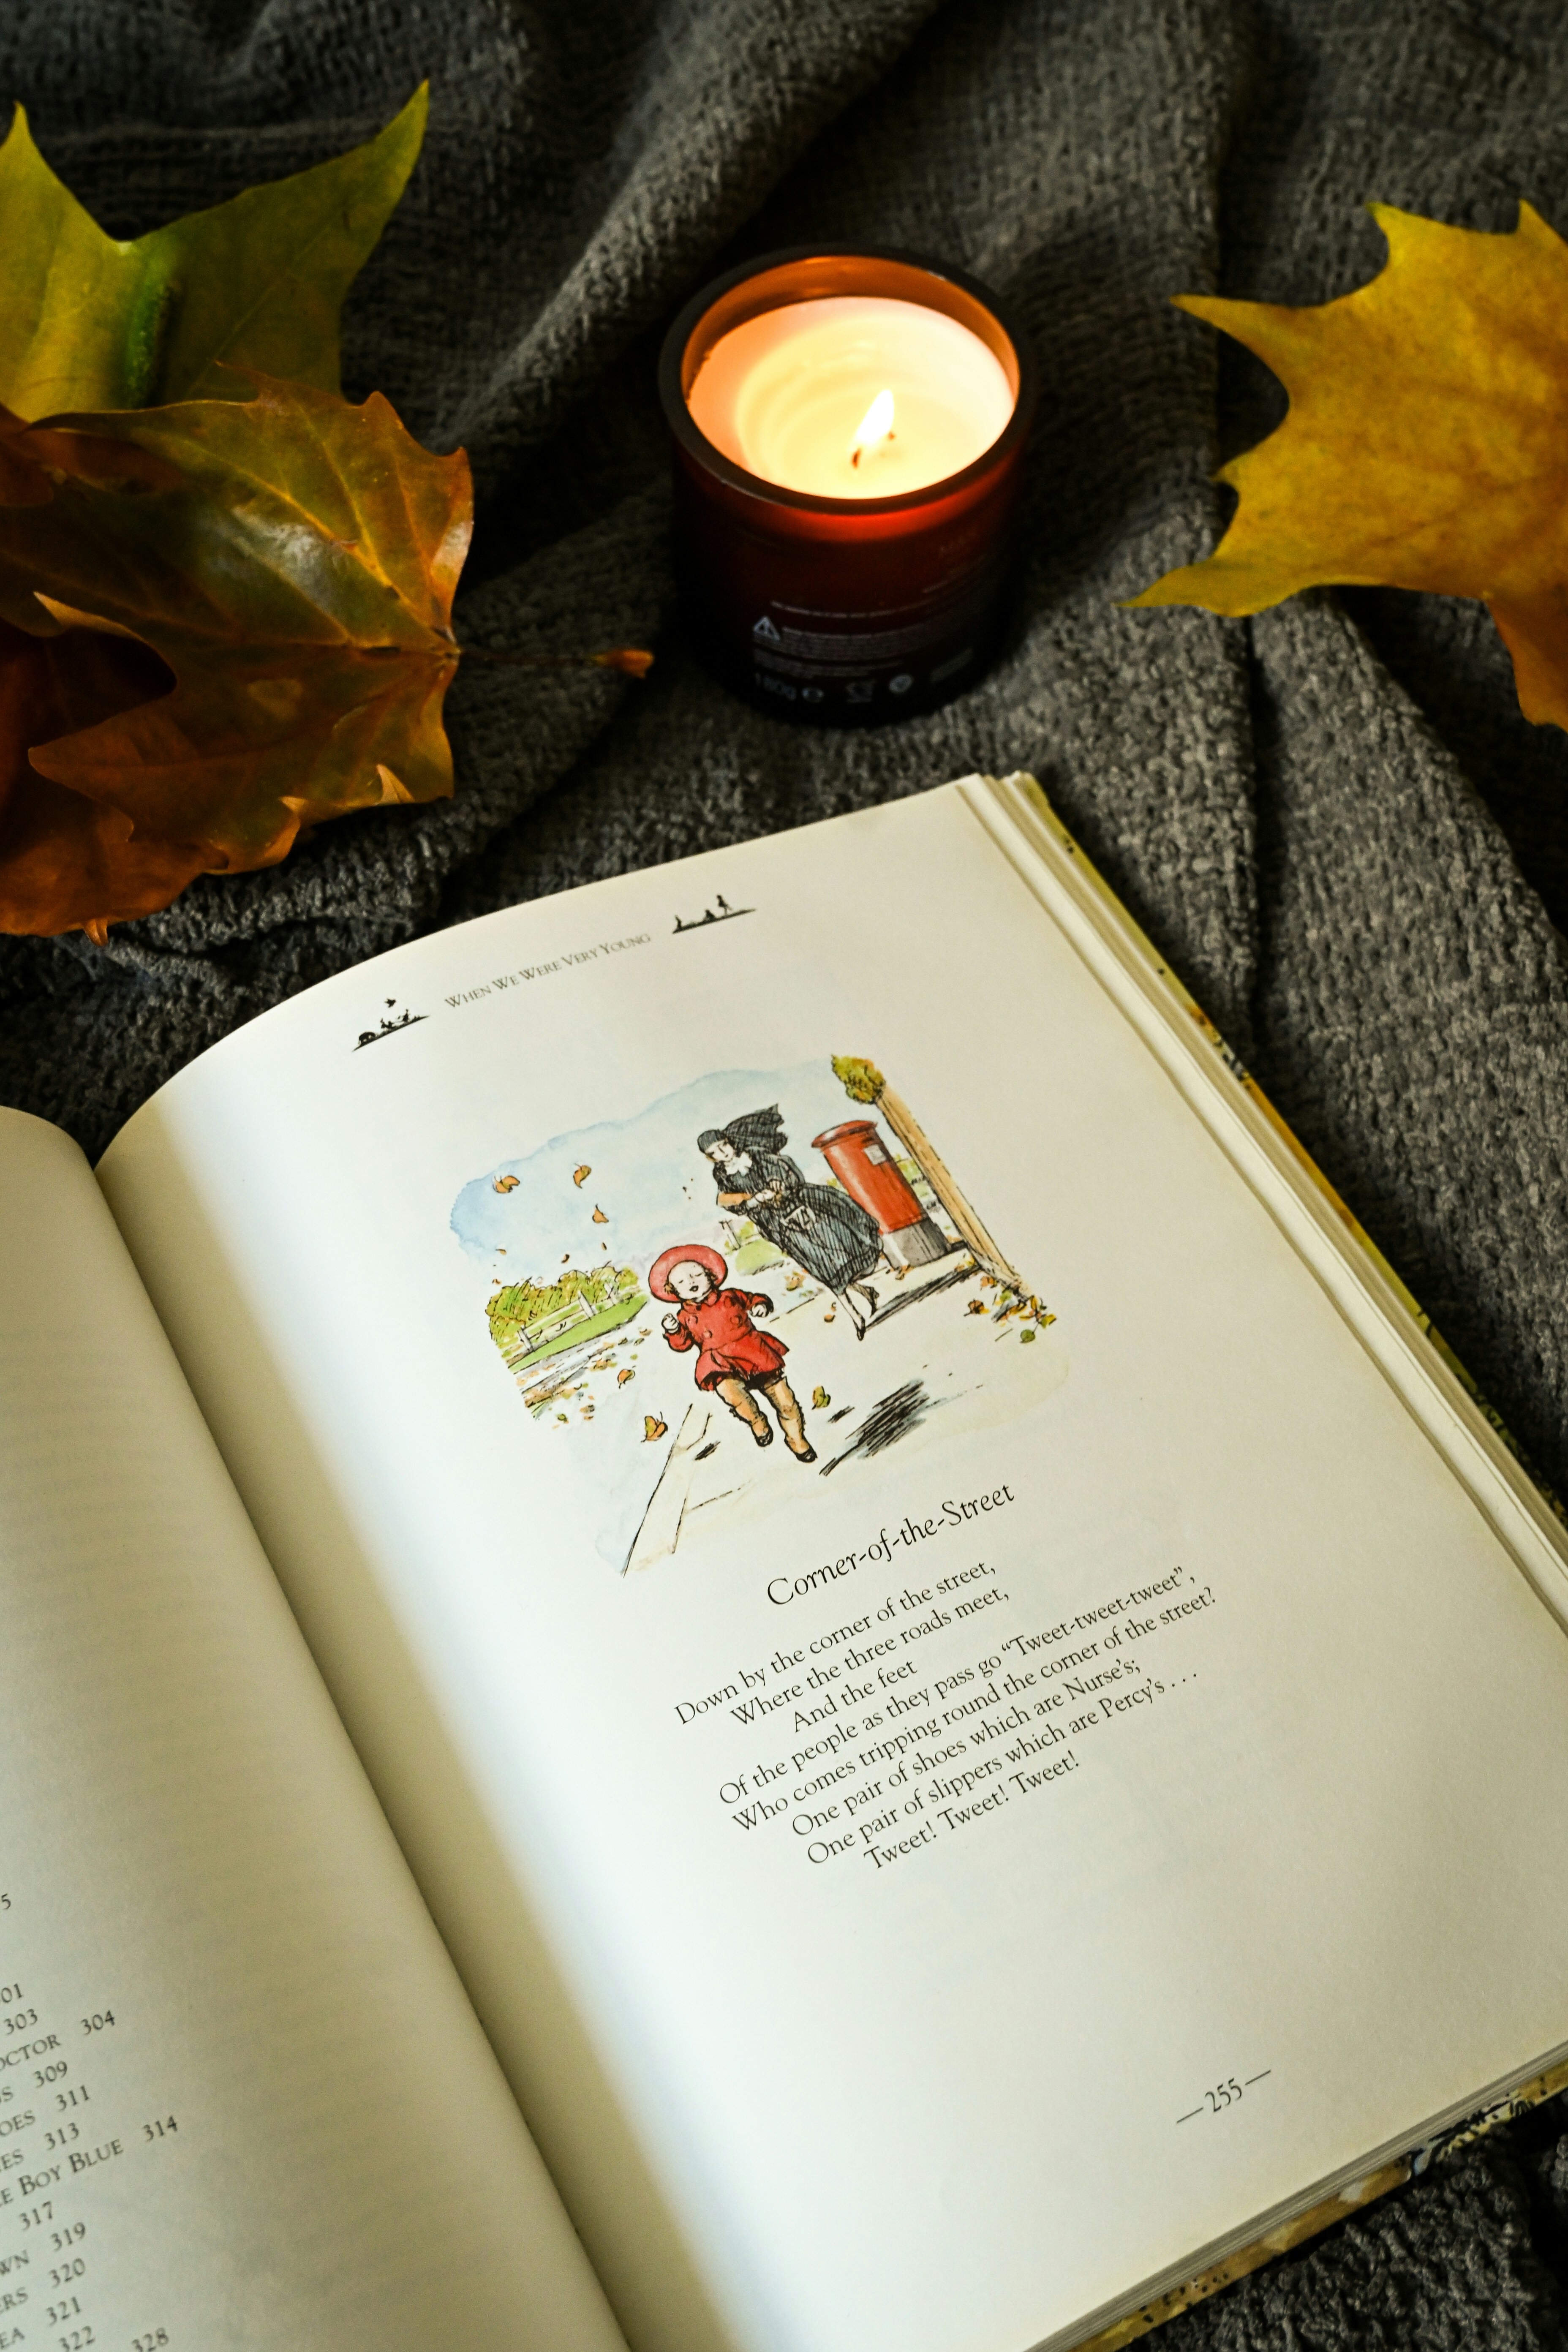 180g
WHEN WE WERE VERY YOUNG
Corner-of-the-Street
Down by the corner of the street,
Where the three roads meet,
And the feet
Of the people as they pass go “Tweet-tweet-tweet”,
Who comes tripping round the corner of the street?
One pair of shoes which are Nurse’s;
One pair of slippers which are Percy’s . . .
Tweet! Tweet! Tweet!
—255—
5
01
303
304
309
311
313
BOY BLUE 314
317
319
320
321
322
328